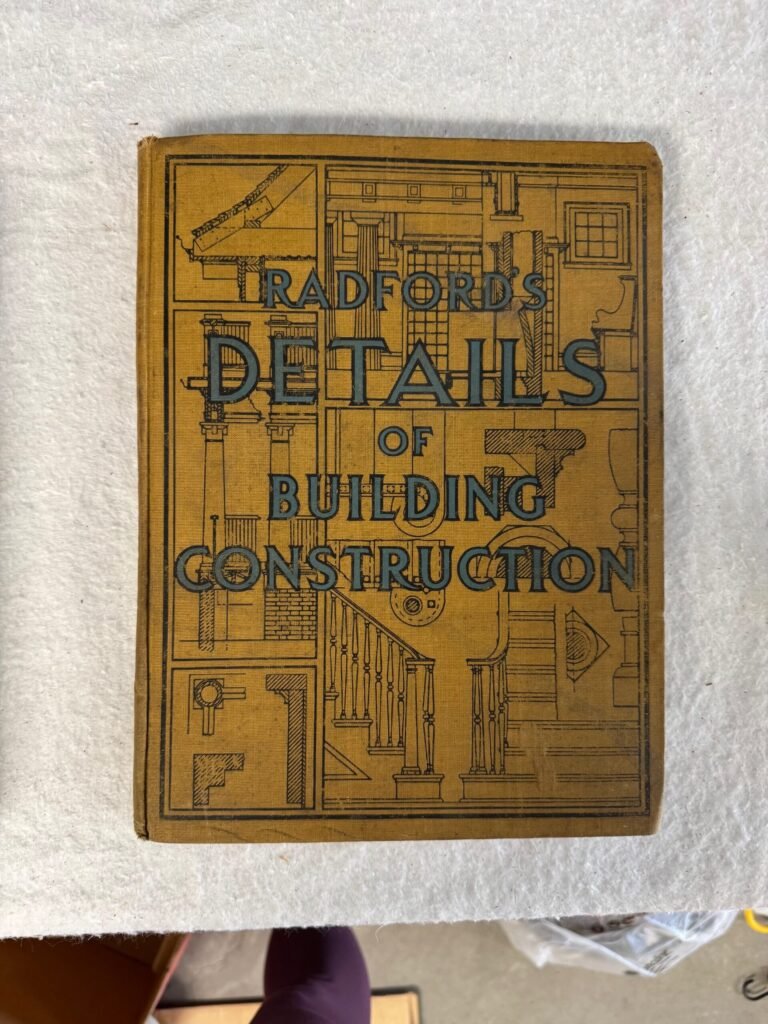 RADFORD'S
DETAILS
OF
BUILDING
CONSTRUCTION